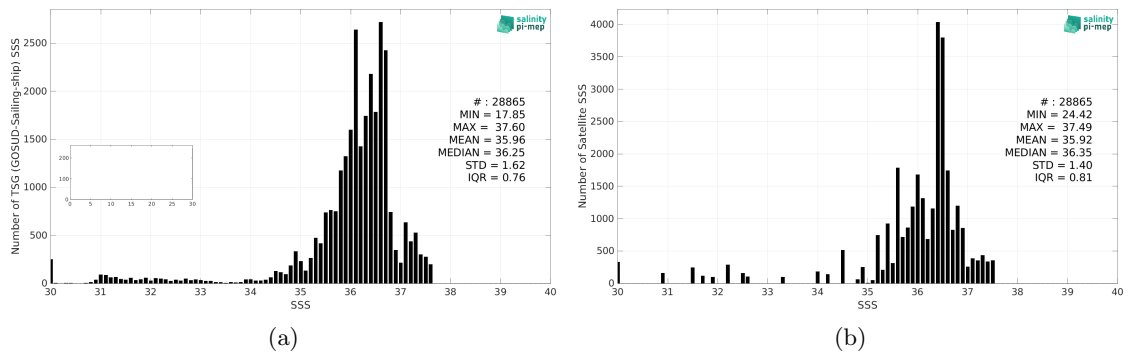 salinity
pi-mep
Number of TSG (GOSUD-Sailing-ship) SSS
2500
2000
1500
1000
500
0
# : 28865
MIN = 17.85
MAX = 37.60
MEAN = 35.96
MEDIAN = 36.25
STD = 1.62
IQR = 0.76
200
100
0
0 5 10 15 20 25 30
30 31 32 33 34 35 36 37 38 39 40
SSS
(a)
salinity
pi-mep
Number of Satellite SSS
4000
3500
3000
2500
2000
1500
1000
500
0
# : 28865
MIN = 24.42
MAX = 37.49
MEAN = 35.92
MEDIAN = 36.35
STD = 1.40
IQR = 0.81
30 31 32 33 34 35 36 37 38 39 40
SSS
(b)